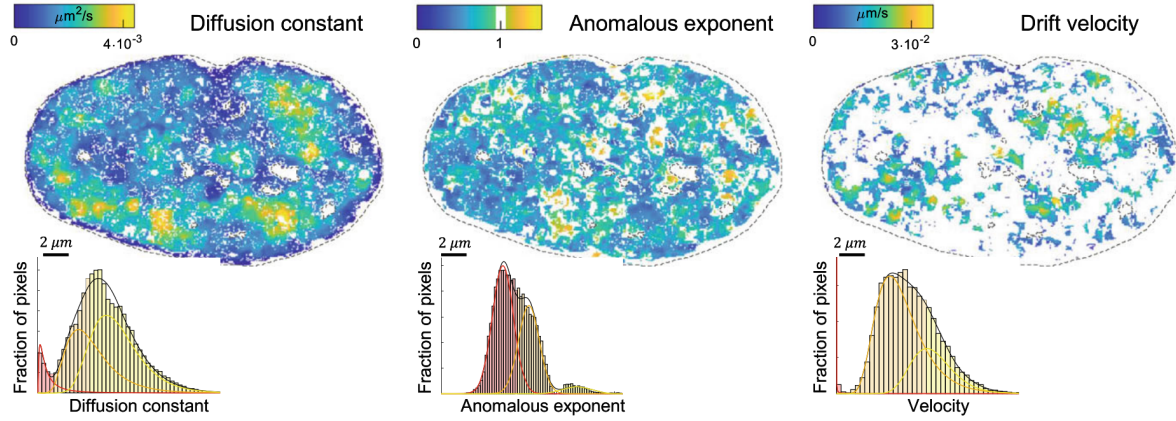 μm²/s
Diffusion constant
0
4·10⁻³
Anomalous exponent
0
1
μm/s
Drift velocity
0
3·10⁻²
2 μm
2 μm
2 μm
Fraction of pixels
Diffusion constant
Fraction of pixels
Anomalous exponent
Fraction of pixels
Velocity